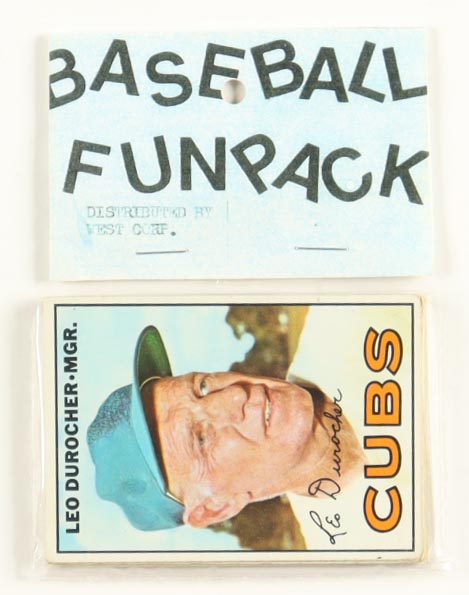 BASEBALL
FUNPACK
DISTRIBUTED BY
WEST CORP.
LEO DUROCHER • MGR.
Leo Durocher
CUBS